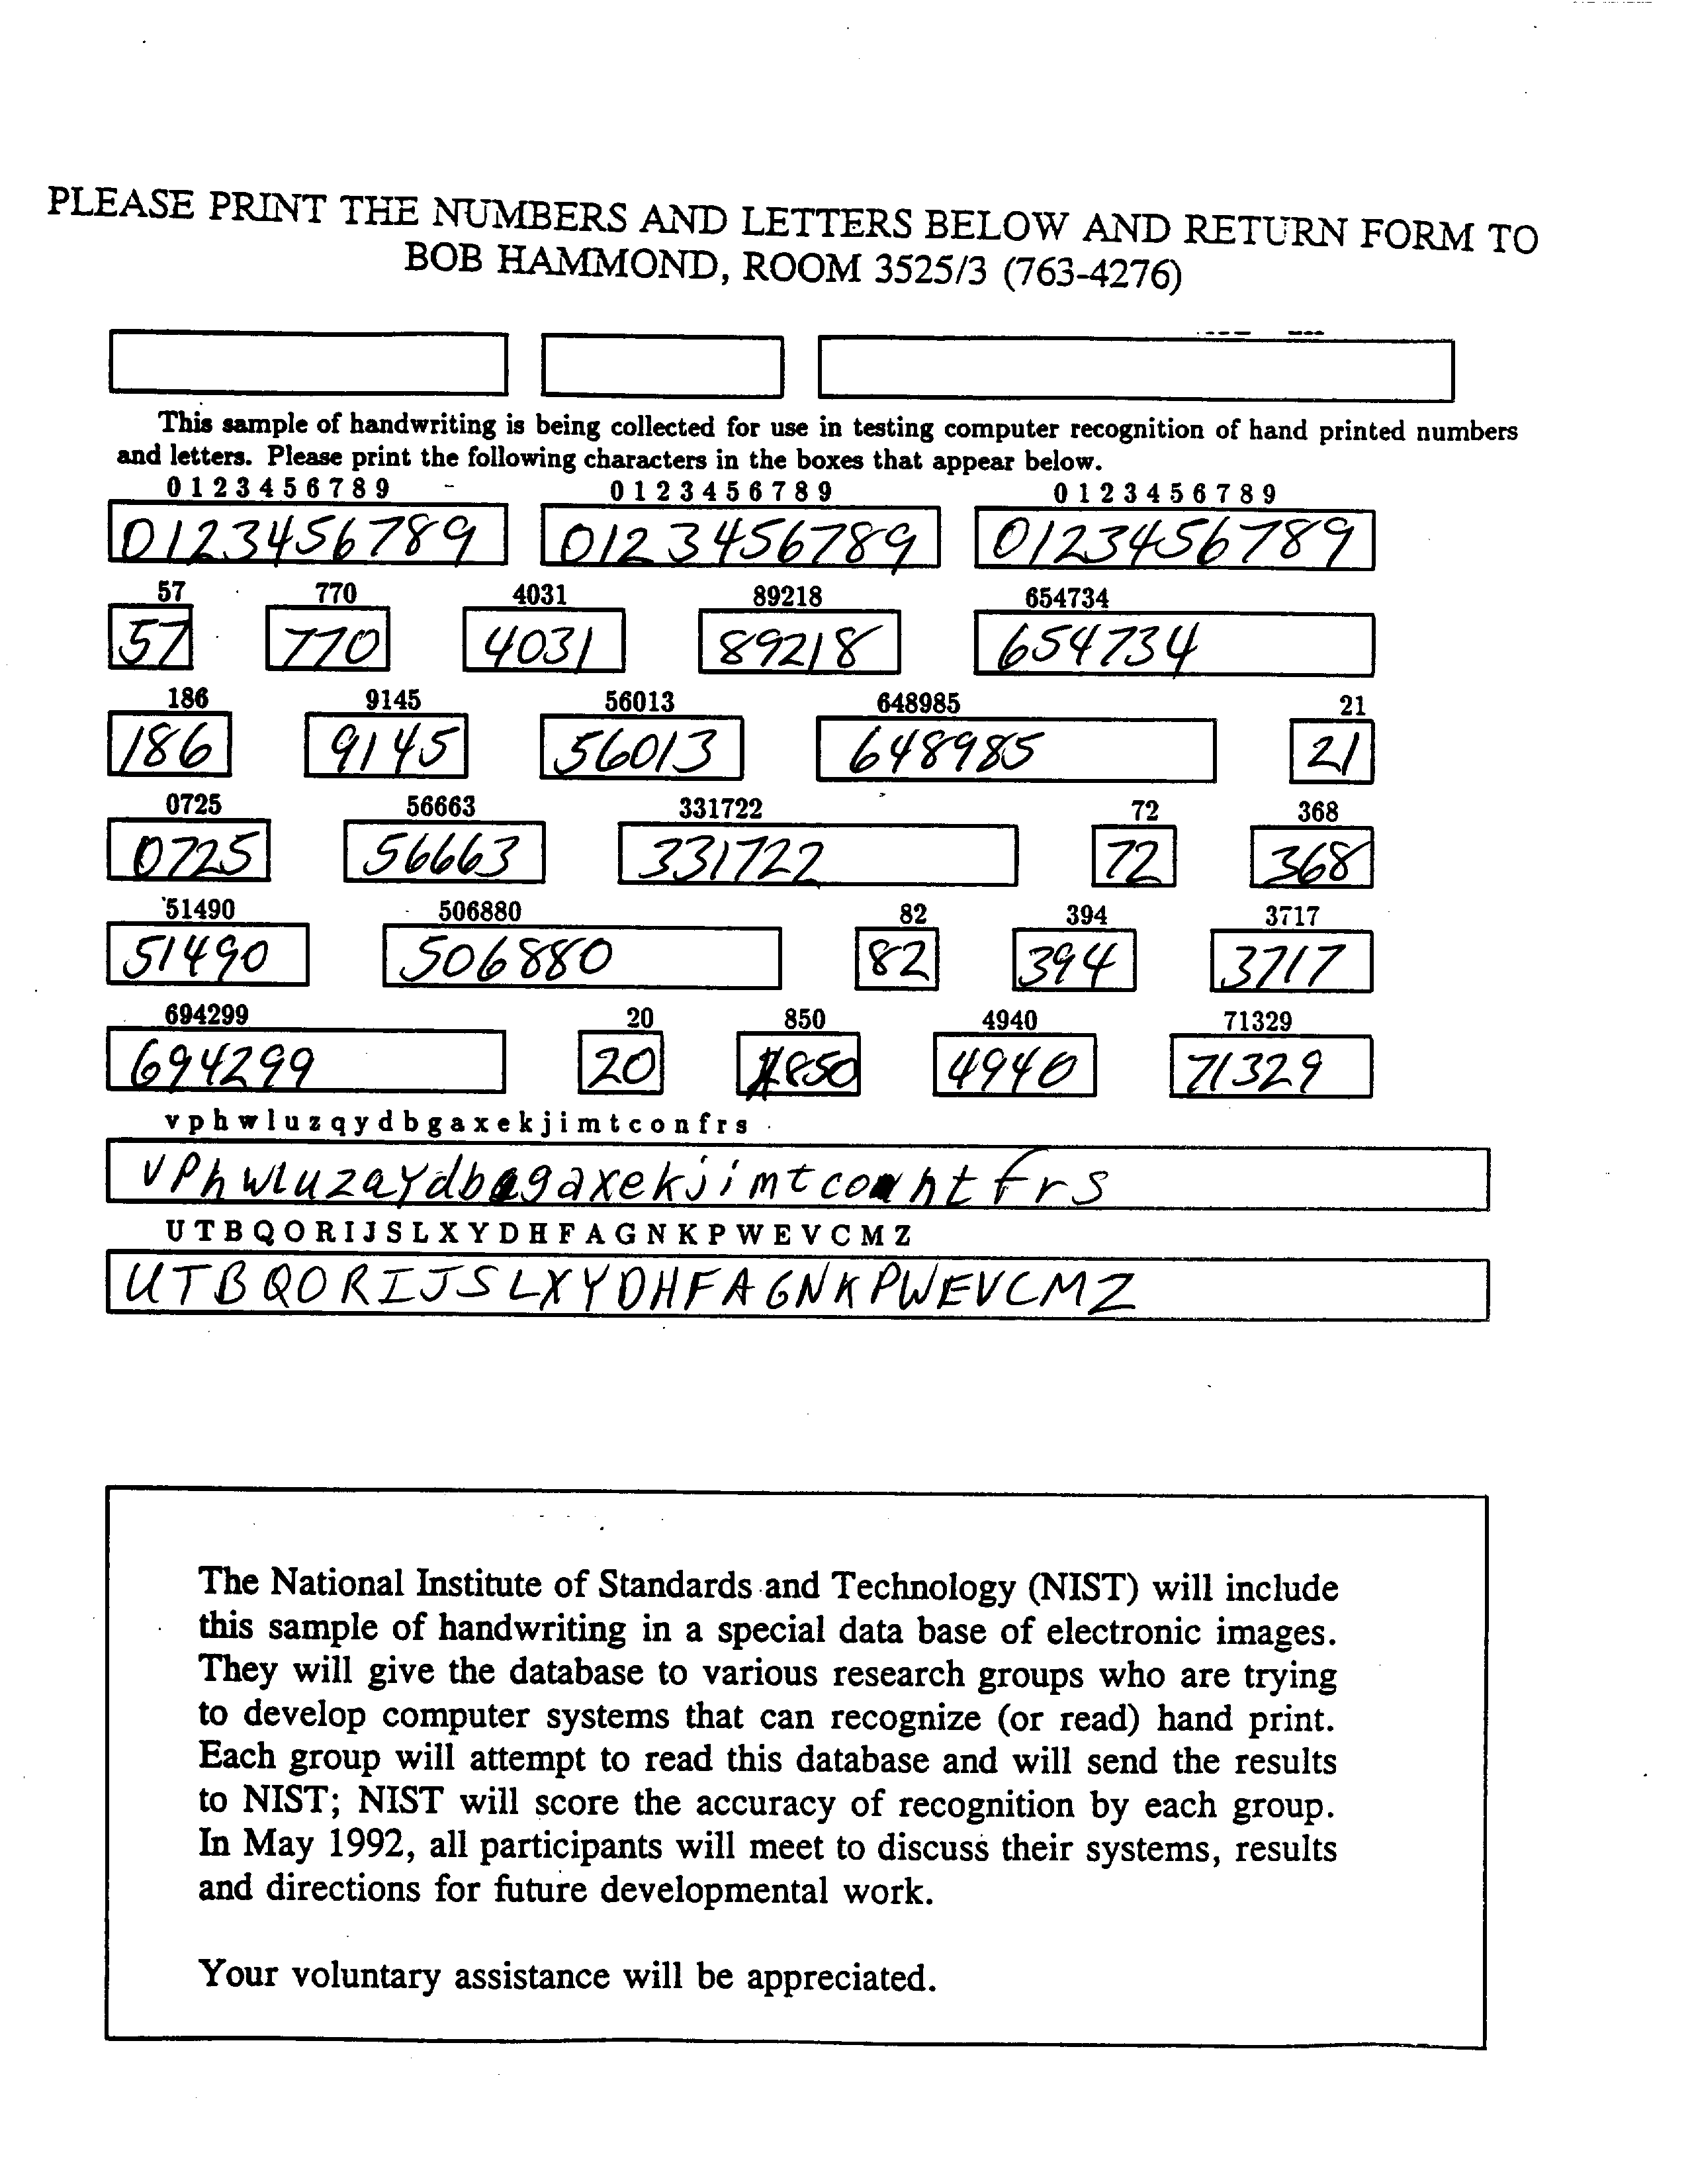 PLEASE PRINT THE NUMBERS AND LETTERS BELOW AND RETURN FORM TO
BOB HAMMOND, ROOM 3525/3 (763-4276)
This sample of handwriting is being collected for use in testing computer recognition of hand printed numbers
and letters. Please print the following characters in the boxes that appear below.
0 1 2 3 4 5 6 7 8 9 0 1 2 3 4 5 6 7 8 9 0 1 2 3 4 5 6 7 8 9
0123456789 0123456789 0123456789
57 770 4031 89218 654734
57 770 4031 89218 654734
186 9145 56013 648985 21
186 9145 56013 648985 21
0725 56663 331722 72 368
0725 56663 331722 72 368
51490 506880 82 394 3717
51490 506880 82 394 3717
694299 20 850 4940 71329
694299 20 850 4940 71329
v p h w l u z q y d b g a x e k j i m t c o n f r s
U T B Q O R I J S L X Y D H F A G N K P W E V C M Z
UTBQORIJSLXYDHFAGNKPWEVCMZ
The National Institute of Standards and Technology (NIST) will include
this sample of handwriting in a special data base of electronic images.
They will give the database to various research groups who are trying
to develop computer systems that can recognize (or read) hand print.
Each group will attempt to read this database and will send the results
to NIST; NIST will score the accuracy of recognition by each group.
In May 1992, all participants will meet to discuss their systems, results
and directions for future developmental work.
Your voluntary assistance will be appreciated.